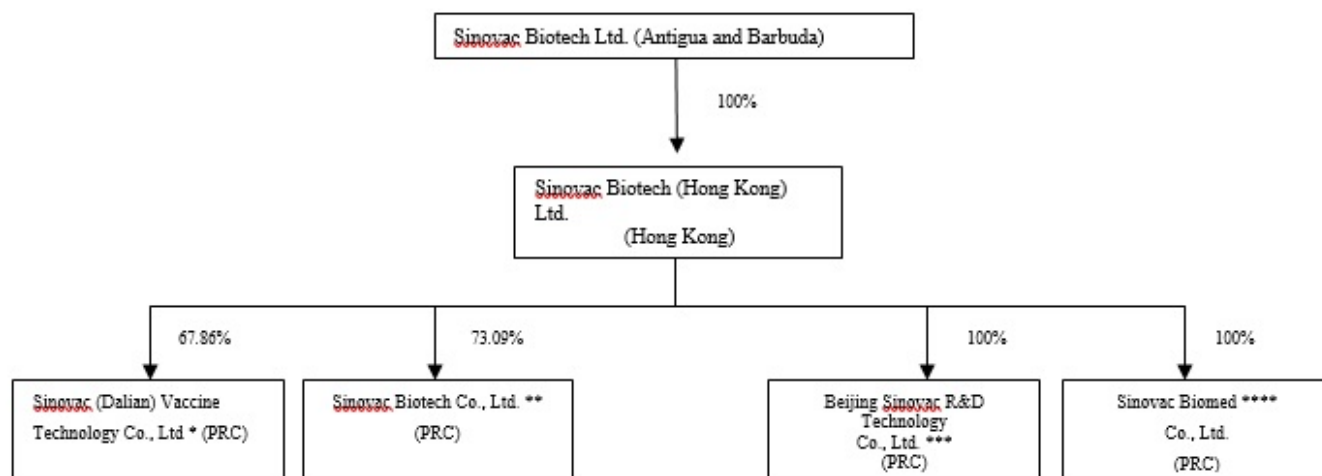 Sinovac Biotech Ltd. (Antigua and Barbuda)
100%
Sinovac Biotech (Hong Kong)
Ltd.
(Hong Kong)
67.86%
73.09%
100%
100%
Sinovac (Dalian) Vaccine
Technology Co., Ltd * (PRC)
Sinovac Biotech Co., Ltd. **
(PRC)
Beijing Sinovac R&D
Technology
Co., Ltd. ***
(PRC)
Sinovac Biomed ****
Co., Ltd.
(PRC)